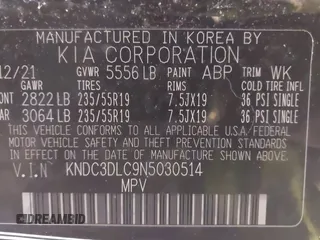 MANUFACTURED IN KOREA BY
KIA CORPORATION
12/21 GVWR 5556 LB PAINT ABP TRIM WK
GAWR TIRES RIMS COLD TIRE INFL
ONT 2822 LB 235/55R19 7.5JX19 36 PSI SINGLE
AR 3064 LB 235/55R19 7.5JX19 36 PSI SINGLE
THIS VEHICLE CONFORMS TO ALL APPLICABLE FEDERAL
MOTOR VEHICLE SAFETY AND THEFT PREVENTION
STANDARDS IN EFFECT ON THE DATE OF
MANUFACTURE SHOWN ABOVE.
V.I.N KNDC3DLC9N5030514
MPV
© DREAMBID